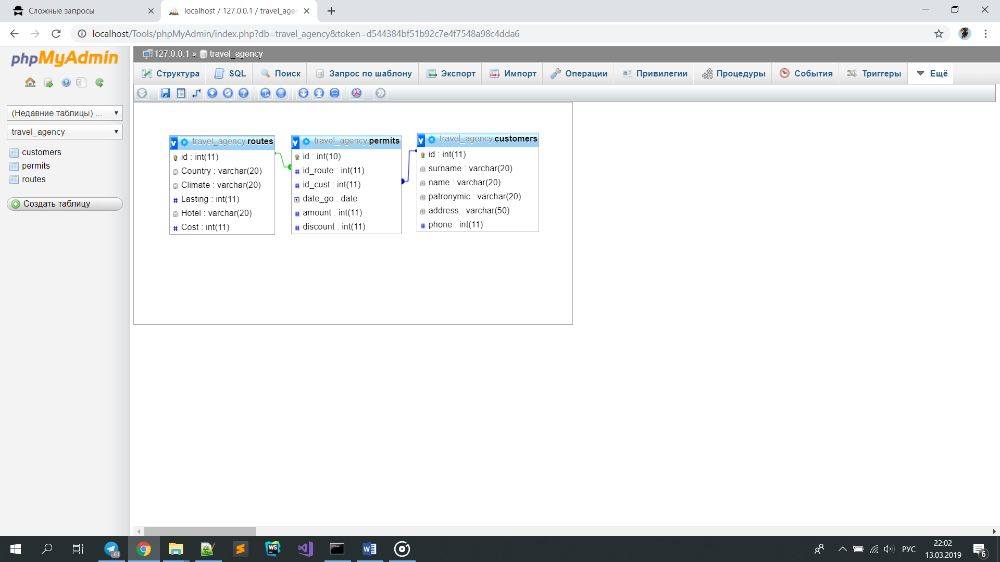 Сложные запросы
localhost / 127.0.0.1 / travel_agen
localhost/Tools/phpMyAdmin/index.php?db=travel_agency&token=d544384bf51b92c7e4f7548a98c4dda6
phpMyAdmin
(Недавние таблицы) ...
travel_agency
customers
permits
routes
Создать таблицу
127.0.0.1 » travel_agency
Структура SQL Поиск Запрос по шаблону Экспорт Импорт Операции Привилегии Процедуры События Триггеры Ещё
v travel_agency.routes
id : int(11)
Country : varchar(20)
Climate : varchar(20)
# Lasting : int(11)
Hotel : varchar(20)
# Cost : int(11)
v travel_agency.permits
id : int(10)
# id_route : int(11)
# id_cust : int(11)
date_go : date
# amount : int(11)
# discount : int(11)
v travel_agency.customers
id : int(11)
surname : varchar(20)
name : varchar(20)
patronymic : varchar(20)
address : varchar(50)
# phone : int(11)
..61
WS
РУС
22:02
13.03.2019
6